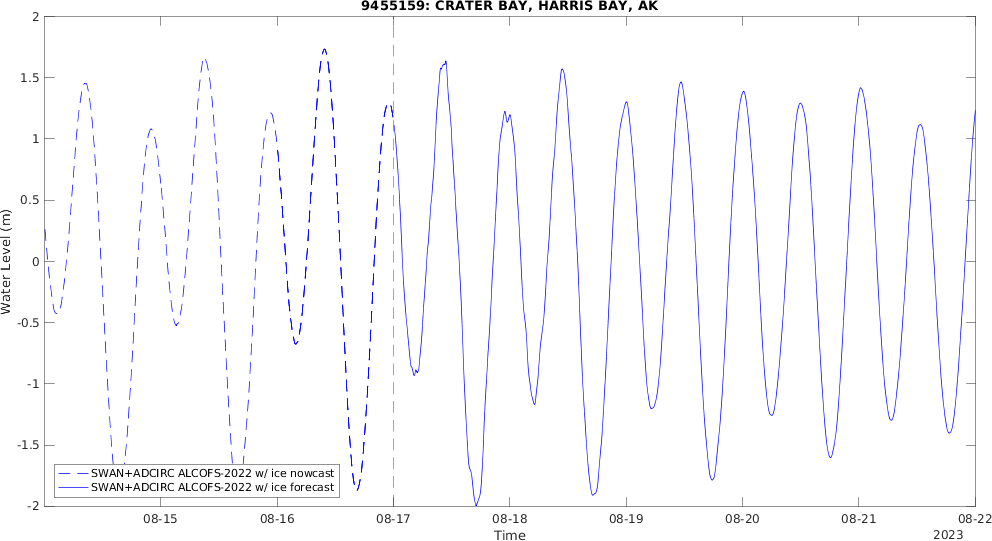 9455159: CRATER BAY, HARRIS BAY, AK
Water Level (m)
2
1.5
1
0.5
0
-0.5
-1
-1.5
-2
SWAN+ADCIRC ALCOFS-2022 w/ ice nowcast
SWAN+ADCIRC ALCOFS-2022 w/ ice forecast
08-15 08-16 08-17 08-18 08-19 08-20 08-21 08-22
Time
2023